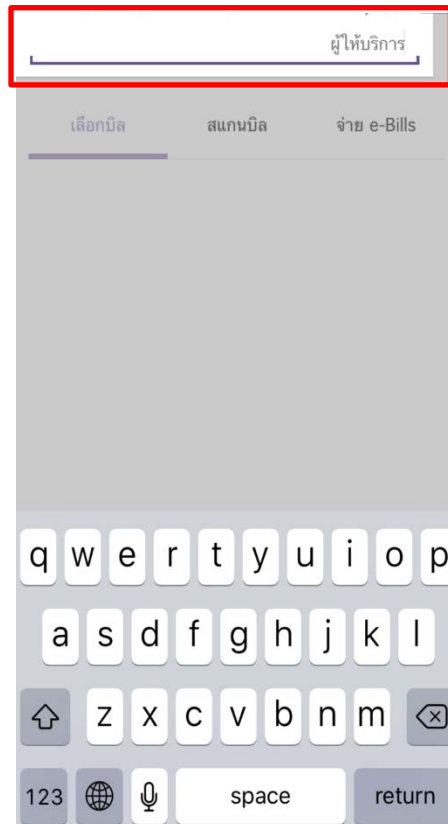 ผู้ให้บริการ
เลือกบิล สแกนบิล จ่าย e-Bills
q w e r t y u i o p
a s d f g h j k l
z x c v b n m
123 space return